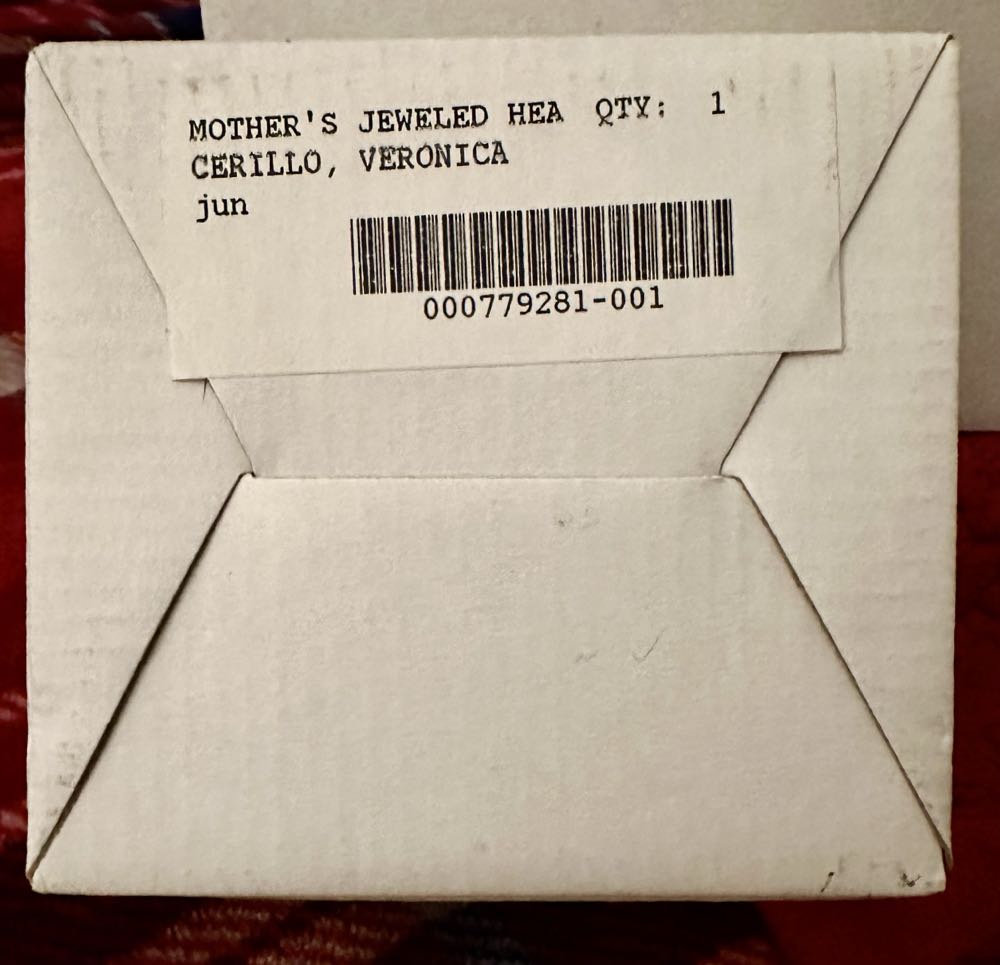 MOTHER'S JEWELED HEA QTY: 1
CERILLO, VERONICA
jun
000779281-001